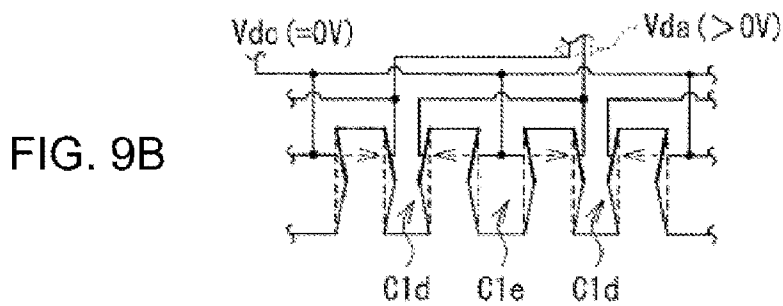 Vdc (=0V)
Vda (>0V)
FIG. 9B
C1d
C1e
C1d